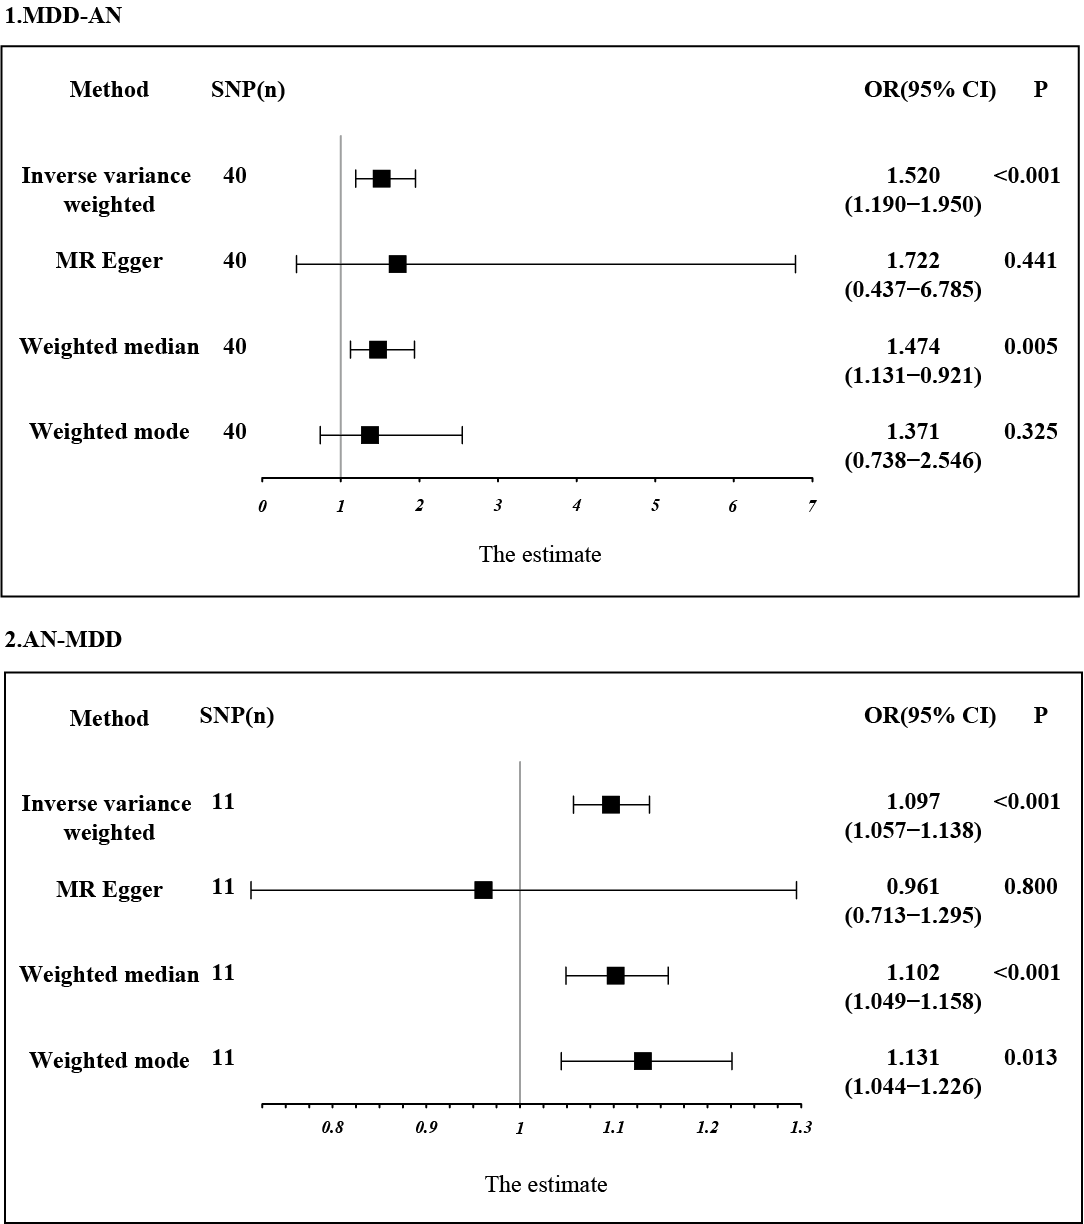 1.MDD-AN
Method SNP(n) OR(95% CI) P
Inverse variance 40 1.520 <0.001
weighted (1.190−1.950)
MR Egger 40 1.722 0.441
(0.437−6.785)
Weighted median 40 1.474 0.005
(1.131−0.921)
Weighted mode 40 1.371 0.325
(0.738−2.546)
0 1 2 3 4 5 6 7
The estimate
2.AN-MDD
Method SNP(n) OR(95% CI) P
Inverse variance 11 1.097 <0.001
weighted (1.057−1.138)
MR Egger 11 0.961 0.800
(0.713−1.295)
Weighted median 11 1.102 <0.001
(1.049−1.158)
Weighted mode 11 1.131 0.013
(1.044−1.226)
0.8 0.9 1 1.1 1.2 1.3
The estimate